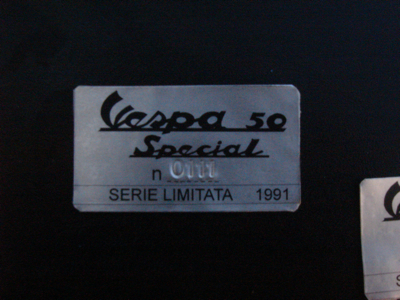 Vespa 50
Special
n 0111
SERIE LIMITATA 1991